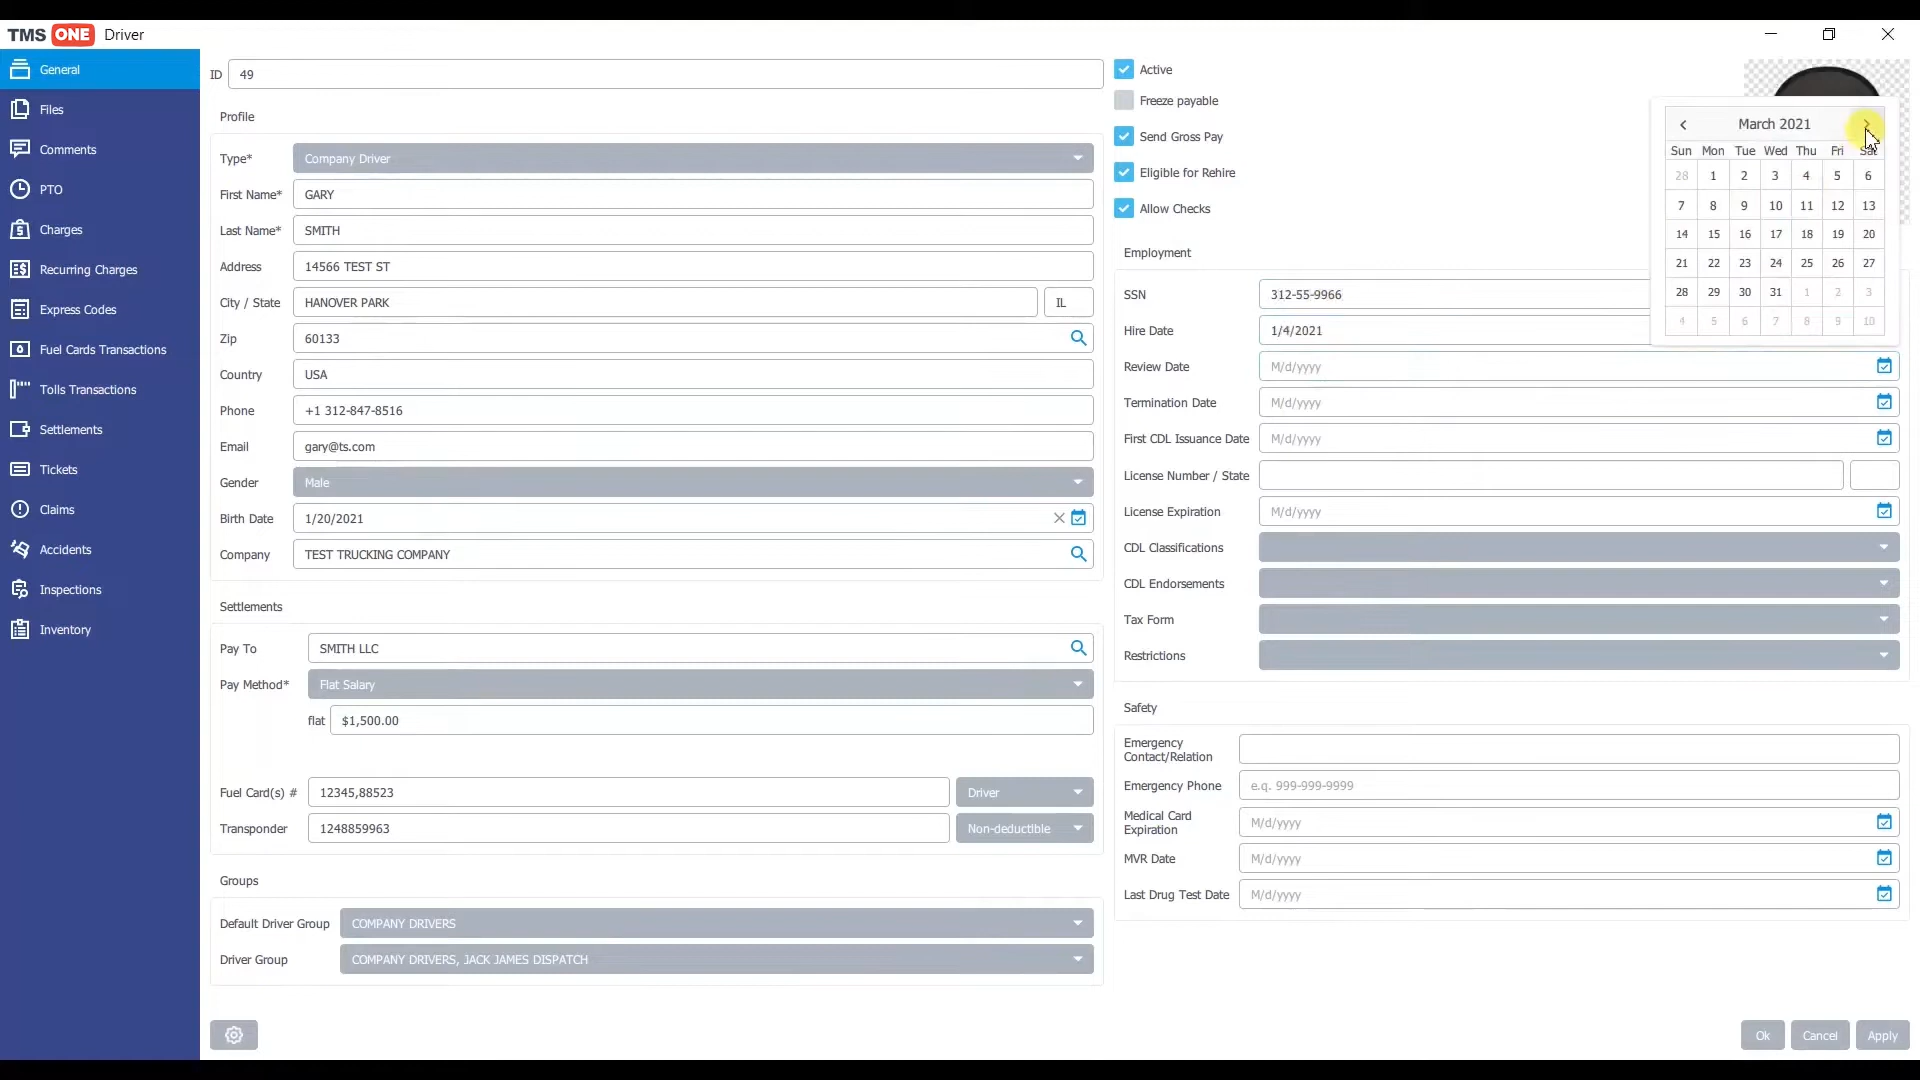 TMS ONE Driver
General
Files
Comments
PTO
Charges
Recurring Charges
Express Codes
Fuel Cards Transactions
Tolls Transactions
Settlements
Tickets
Claims
Accidents
Inspections
Inventory
ID 49
Profile
Type* Company Driver
First Name* GARY
Last Name* SMITH
Address 14566 TEST ST
City / State HANOVER PARK IL
Zip 60133
Country USA
Phone +1 312-847-8516
Email gary@ts.com
Gender Male
Birth Date 1/20/2021
Company TEST TRUCKING COMPANY
Settlements
Pay To SMITH LLC
Pay Method* Flat Salary
flat $1,500.00
Fuel Card(s) # 12345,88523 Driver
Transponder 1248859963 Non-deductible
Groups
Default Driver Group COMPANY DRIVERS
Driver Group COMPANY DRIVERS, JACK JAMES DISPATCH
Active
Freeze payable
Send Gross Pay
Eligible for Rehire
Allow Checks
March 2021
Sun Mon Tue Wed Thu Fri Sat
28 1 2 3 4 5 6
7 8 9 10 11 12 13
14 15 16 17 18 19 20
21 22 23 24 25 26 27
28 29 30 31 1 2 3
4 5 6 7 8 9 10
Employment
SSN 312-55-9966
Hire Date 1/4/2021
Review Date M/d/yyyy
Termination Date M/d/yyyy
First CDL Issuance Date M/d/yyyy
License Number / State
License Expiration M/d/yyyy
CDL Classifications
CDL Endorsements
Tax Form
Restrictions
Safety
Emergency
Contact/Relation
Emergency Phone e.q. 999-999-9999
Medical Card
Expiration M/d/yyyy
MVR Date M/d/yyyy
Last Drug Test Date M/d/yyyy
Ok Cancel Apply